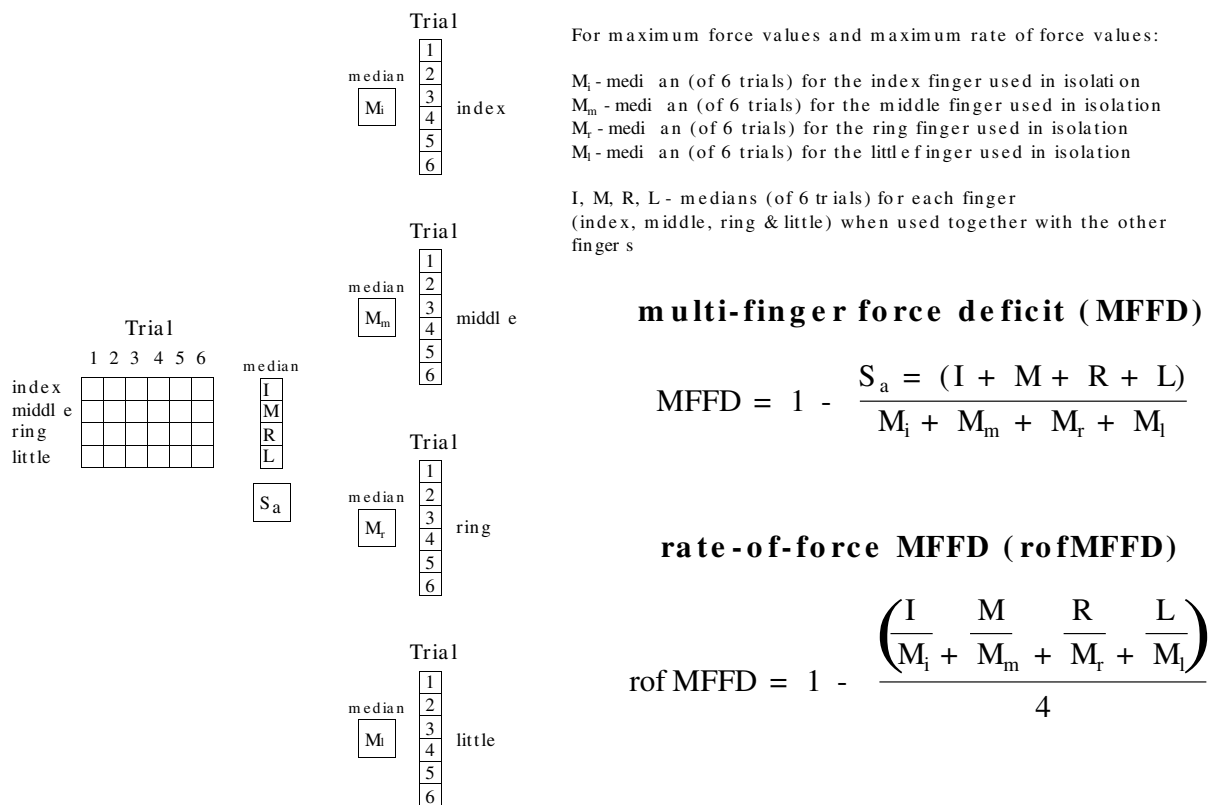 Trial
1 2 3 4 5 6
index
middle
ring
little
median
I
M
R
L
Sa
Trial
median
Mi
1
2
3
4
5
6
index
Trial
median
Mm
1
2
3
4
5
6
middle
Trial
median
Mr
1
2
3
4
5
6
ring
Trial
median
Ml
1
2
3
4
5
6
little
For maximum force values and maximum rate of force values:
Mi - median (of 6 trials) for the index finger used in isolation
Mm - median (of 6 trials) for the middle finger used in isolation
Mr - median (of 6 trials) for the ring finger used in isolation
Ml - median (of 6 trials) for the little finger used in isolation
I, M, R, L - medians (of 6 trials) for each finger
(index, middle, ring & little) when used together with the other
fingers
multi-finger force deficit (MFFD)
MFFD = 1 - Sa = (I + M + R + L)
Mi + Mm + Mr + Ml
rate-of-force MFFD (rofMFFD)
I M R L
rof MFFD = 1 - ( Mi + Mm + Mr + Ml )
4